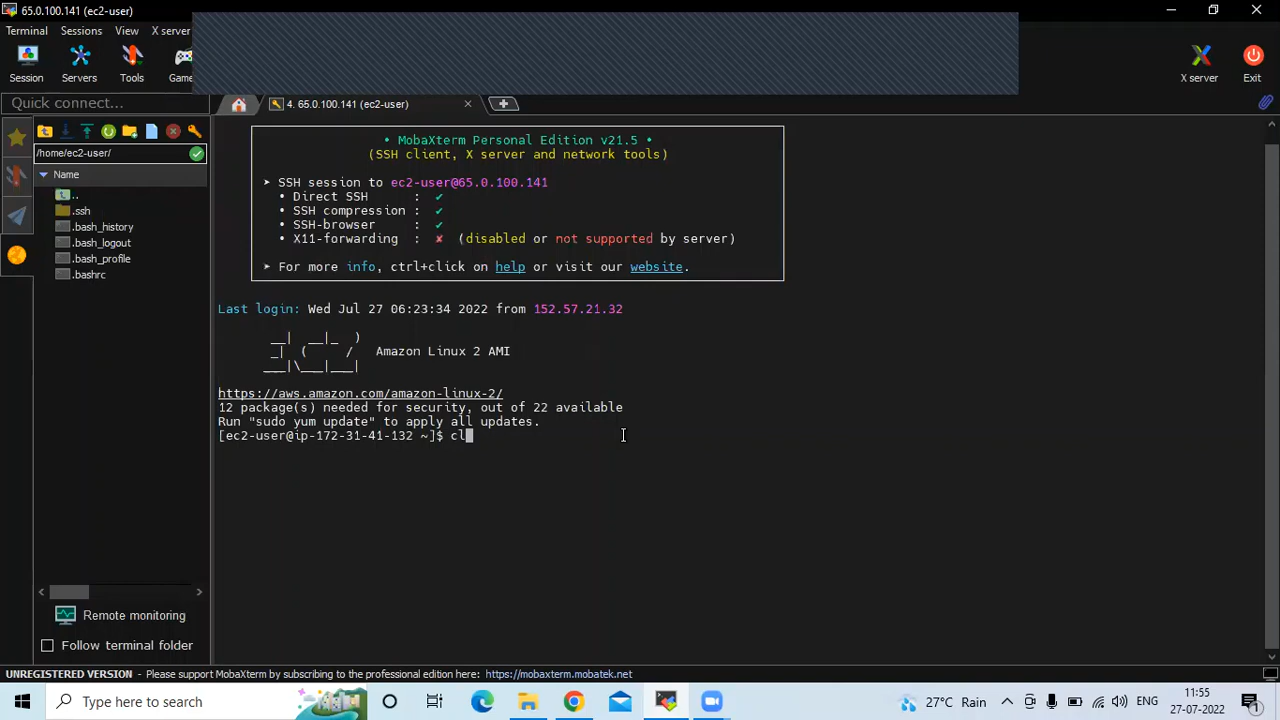 65.0.100.141 (ec2-user)
Terminal Sessions View X server
Session Servers Tools Game X server Exit
Quick connect...
4. 65.0.100.141 (ec2-user)
/home/ec2-user/
Name
..
.ssh
.bash_history
.bash_logout
.bash_profile
.bashrc
• MobaXterm Personal Edition v21.5 •
(SSH client, X server and network tools)
➤ SSH session to ec2-user@65.0.100.141
• Direct SSH : ✔
• SSH compression : ✔
• SSH-browser : ✔
• X11-forwarding : ✘ (disabled or not supported by server)
➤ For more info, ctrl+click on help or visit our website.
Last login: Wed Jul 27 06:23:34 2022 from 152.57.21.32
__| __|_ )
_| ( / Amazon Linux 2 AMI
___|\___|___|
https://aws.amazon.com/amazon-linux-2/
12 package(s) needed for security, out of 22 available
Run "sudo yum update" to apply all updates.
[ec2-user@ip-172-31-41-132 ~]$ cl
Remote monitoring
Follow terminal folder
UNREGISTERED VERSION - Please support MobaXterm by subscribing to the professional edition here: https://mobaxterm.mobatek.net
Type here to search
27°C Rain
ENG
11:55
27-07-2022
1